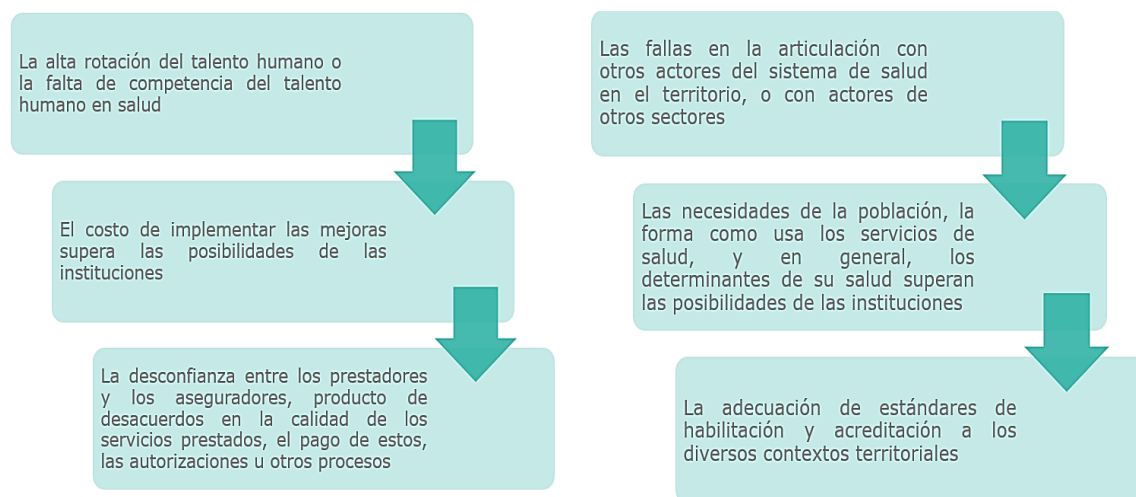 La alta rotación del talento humano o
la falta de competencia del talento
humano en salud
El costo de implementar las mejoras
supera las posibilidades de las
instituciones
La desconfianza entre los prestadores
y los aseguradores, producto de
desacuerdos en la calidad de los
servicios prestados, el pago de estos,
las autorizaciones u otros procesos
Las fallas en la articulación con
otros actores del sistema de salud
en el territorio, o con actores de
otros sectores
Las necesidades de la población, la
forma como usa los servicios de
salud, y en general, los
determinantes de su salud superan
las posibilidades de las instituciones
La adecuación de estándares de
habilitación y acreditación a los
diversos contextos territoriales